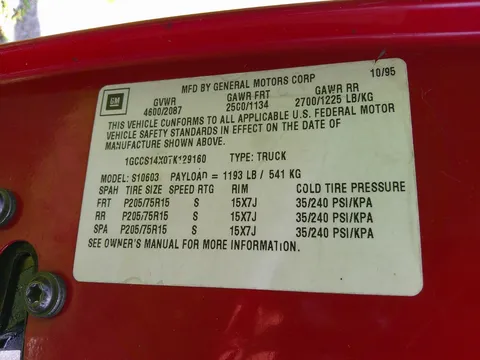 MFD BY GENERAL MOTORS CORP 10/95
GM GVWR GAWR FRT GAWR RR
4600/2087 2500/1134 2700/1225 LB/KG
THIS VEHICLE CONFORMS TO ALL APPLICABLE U.S. FEDERAL MOTOR
VEHICLE SAFETY STANDARDS IN EFFECT ON THE DATE OF
MANUFACTURE SHOWN ABOVE.
1GCCS14X0TK129160 TYPE: TRUCK
MODEL: S10603 PAYLOAD = 1193 LB / 541 KG
SPAH TIRE SIZE SPEED RTG RIM COLD TIRE PRESSURE
FRT P205/75R15 S 15X7J 35/240 PSI/KPA
RR P205/75R15 S 15X7J 35/240 PSI/KPA
SPA P205/75R15 S 15X7J 35/240 PSI/KPA
SEE OWNER'S MANUAL FOR MORE INFORMATION.